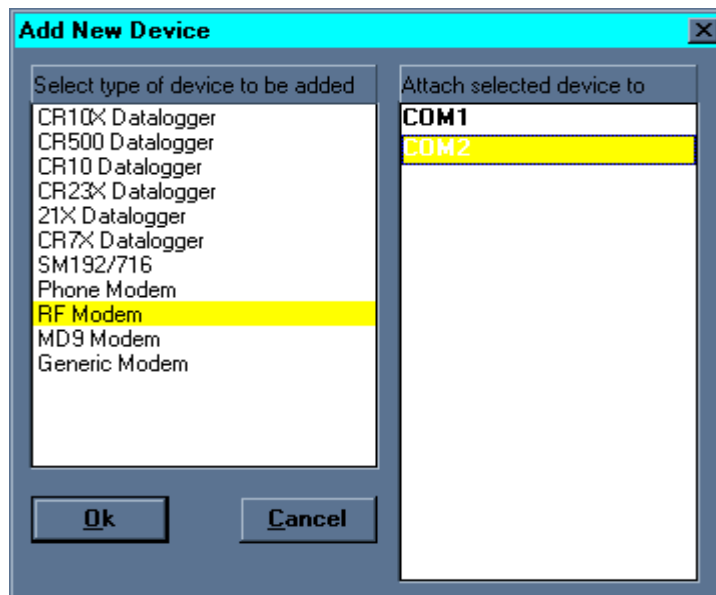 Add New Device
Select type of device to be added
CR10X Datalogger
CR500 Datalogger
CR10 Datalogger
CR23X Datalogger
21X Datalogger
CR7X Datalogger
SM192/716
Phone Modem
RF Modem
MD9 Modem
Generic Modem
Ok
Cancel
Attach selected device to
COM1
COM2